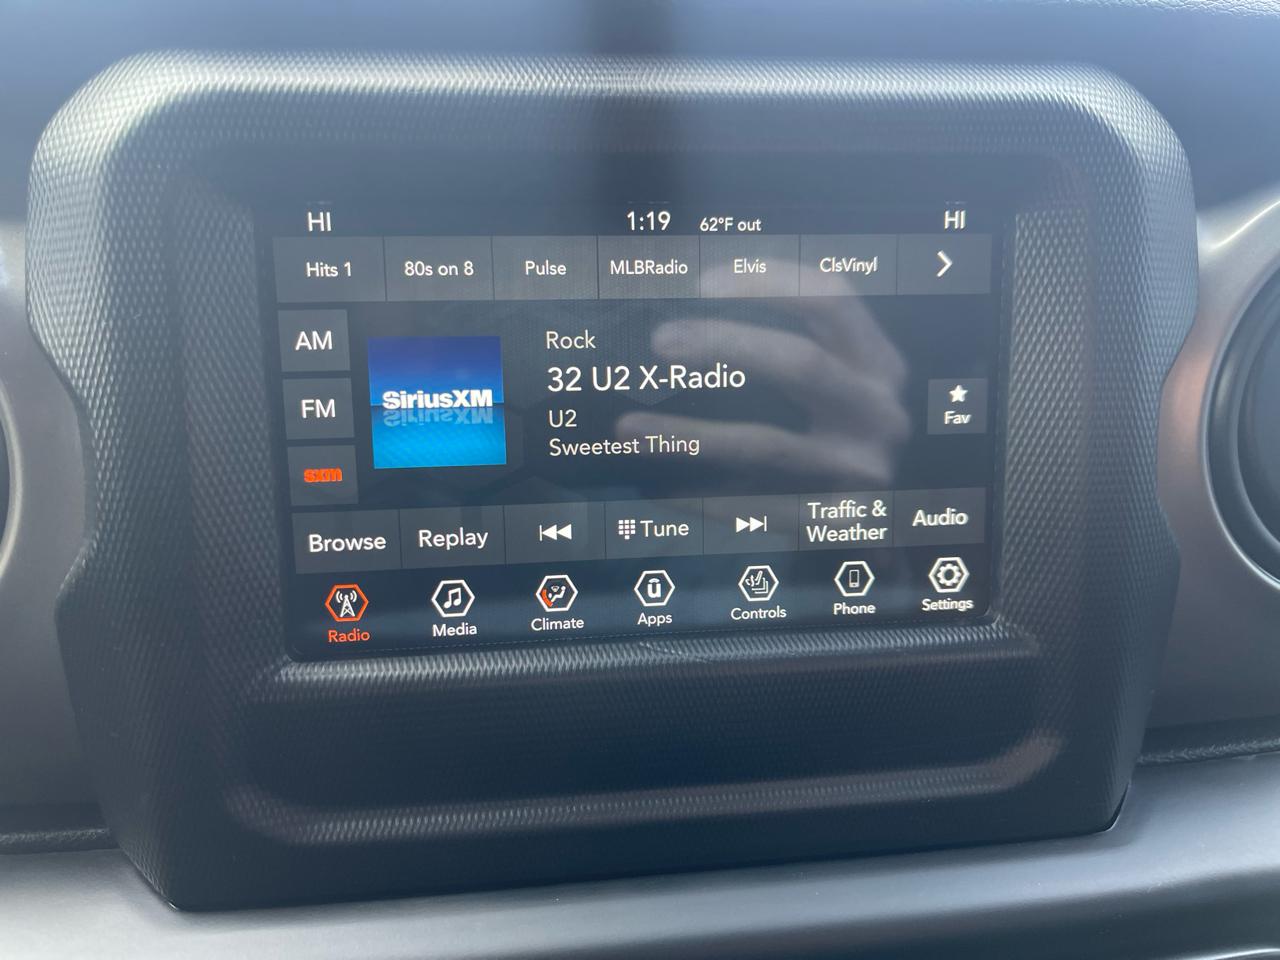 HI 1:19 62°F out HI
Hits 1 80s on 8 Pulse MLBRadio Elvis ClsVinyl
AM
FM
sxm
SiriusXM
Rock
32 U2 X-Radio
U2
Sweetest Thing
Fav
Browse Replay Tune Traffic & Weather Audio
Radio Media Climate Apps Controls Phone Settings